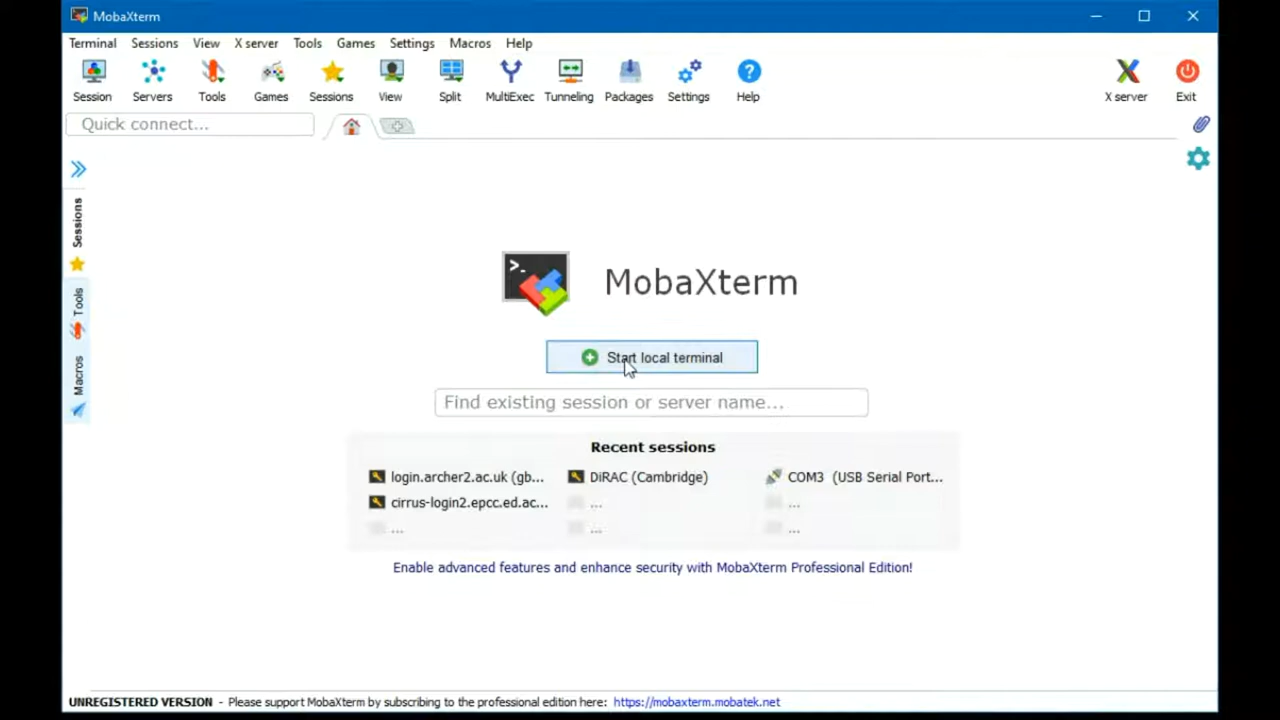 MobaXterm
Terminal Sessions View X server Tools Games Settings Macros Help
Session Servers Tools Games Sessions View Split MultiExec Tunneling Packages Settings Help X server Exit
Quick connect...
Sessions
Tools
Macros
>_
MobaXterm
Start local terminal
Find existing session or server name...
Recent sessions
login.archer2.ac.uk (gb... DiRAC (Cambridge) COM3 (USB Serial Port...
cirrus-login2.epcc.ed.ac... ... ...
... ... ...
Enable advanced features and enhance security with MobaXterm Professional Edition!
UNREGISTERED VERSION - Please support MobaXterm by subscribing to the professional edition here: https://mobaxterm.mobatek.net